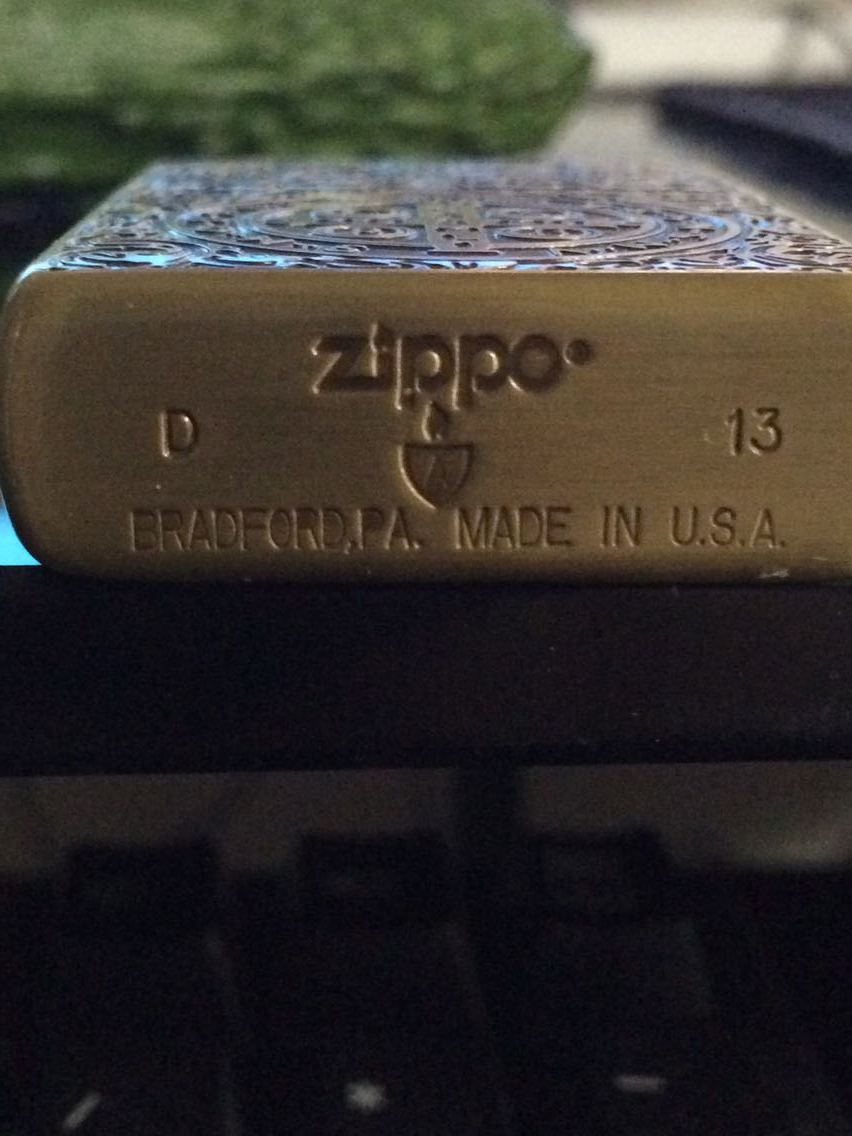 zippo®
D 13
A
BRADFORD,PA. MADE IN U.S.A.
/ * -